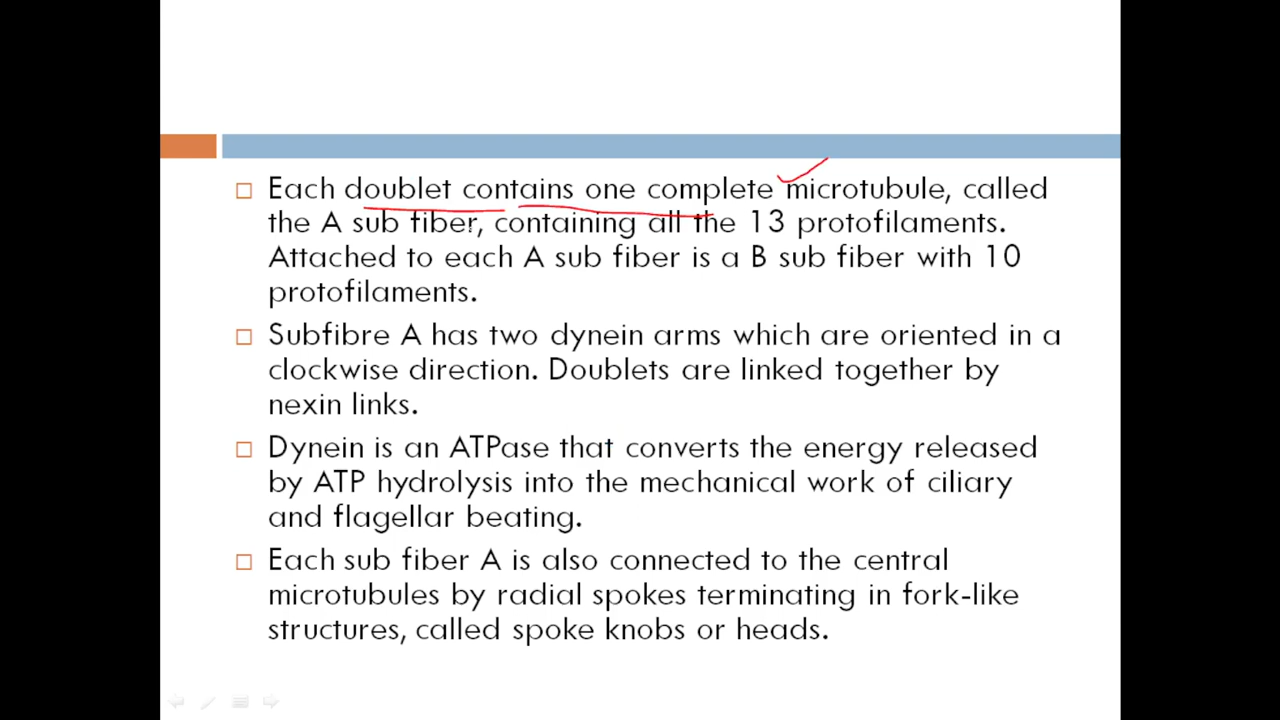 Each doublet contains one complete microtubule, called
the A sub fiber, containing all the 13 protofilaments.
Attached to each A sub fiber is a B sub fiber with 10
protofilaments.
Subfibre A has two dynein arms which are oriented in a
clockwise direction. Doublets are linked together by
nexin links.
Dynein is an ATPase that converts the energy released
by ATP hydrolysis into the mechanical work of ciliary
and flagellar beating.
Each sub fiber A is also connected to the central
microtubules by radial spokes terminating in fork-like
structures, called spoke knobs or heads.